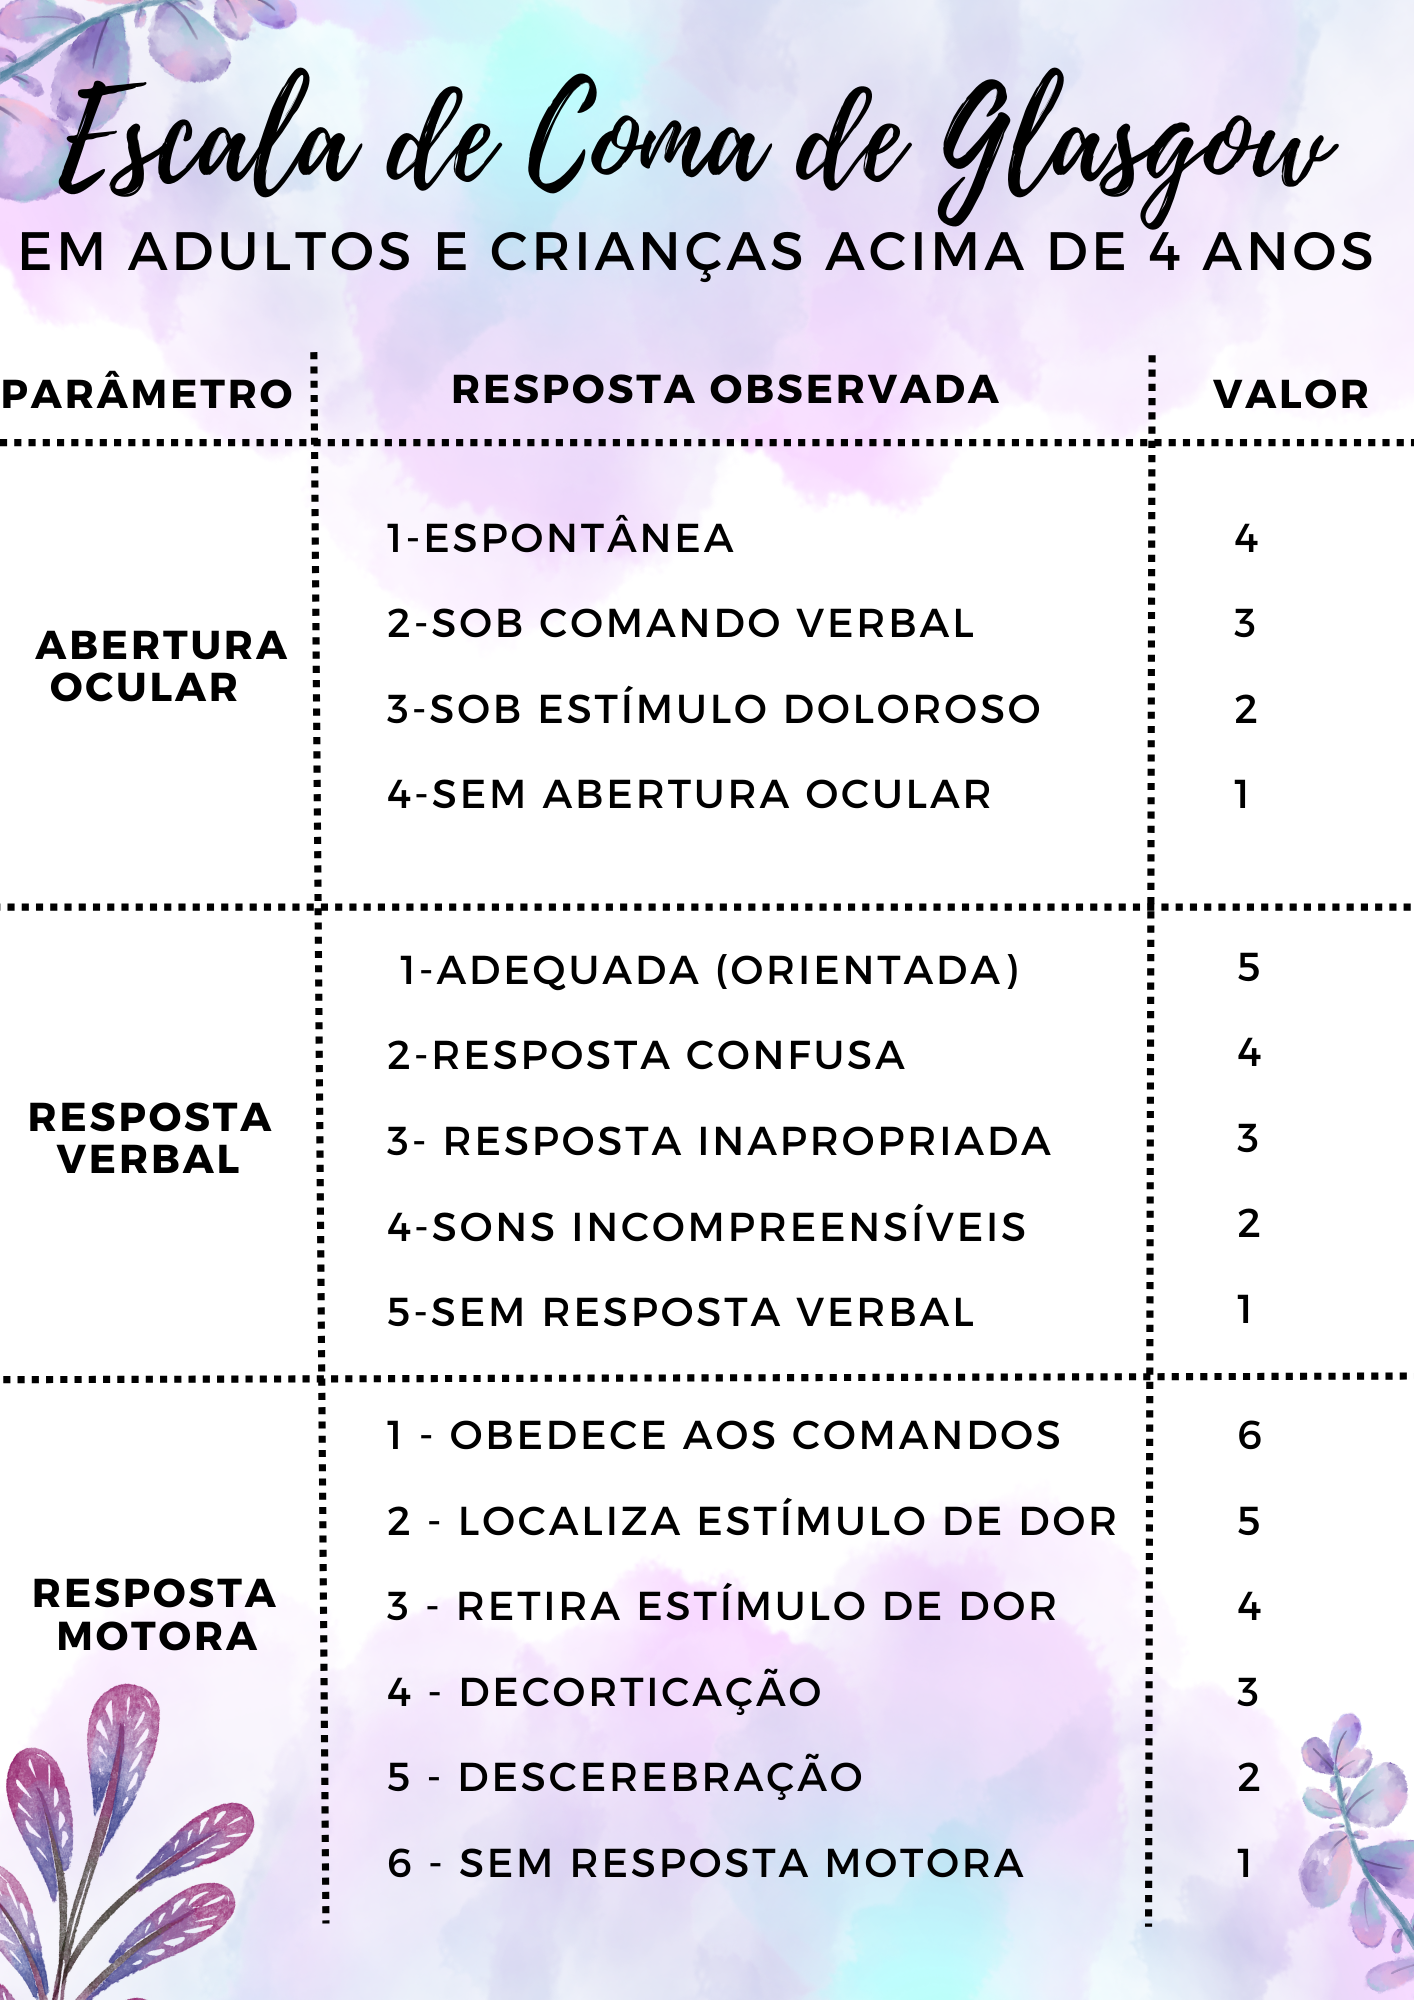 Escala de Coma de Glasgow
EM ADULTOS E CRIANÇAS ACIMA DE 4 ANOS
PARÂMETRO RESPOSTA OBSERVADA VALOR
ABERTURA
OCULAR
1-ESPONTÂNEA 4
2-SOB COMANDO VERBAL 3
3-SOB ESTÍMULO DOLOROSO 2
4-SEM ABERTURA OCULAR 1
RESPOSTA
VERBAL
1-ADEQUADA (ORIENTADA) 5
2-RESPOSTA CONFUSA 4
3- RESPOSTA INAPROPRIADA 3
4-SONS INCOMPREENSÍVEIS 2
5-SEM RESPOSTA VERBAL 1
RESPOSTA
MOTORA
1 - OBEDECE AOS COMANDOS 6
2 - LOCALIZA ESTÍMULO DE DOR 5
3 - RETIRA ESTÍMULO DE DOR 4
4 - DECORTICAÇÃO 3
5 - DESCEREBRAÇÃO 2
6 - SEM RESPOSTA MOTORA 1